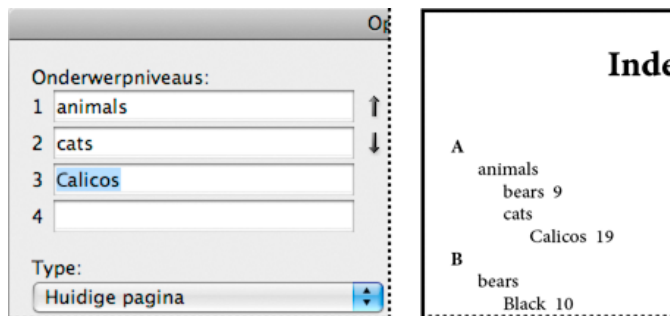 Onderwerpniveaus:
1 animals
2 cats
3 Calicos
4
Type:
Huidige pagina
A
animals
bears 9
cats
Calicos 19
B
bears
Black 10